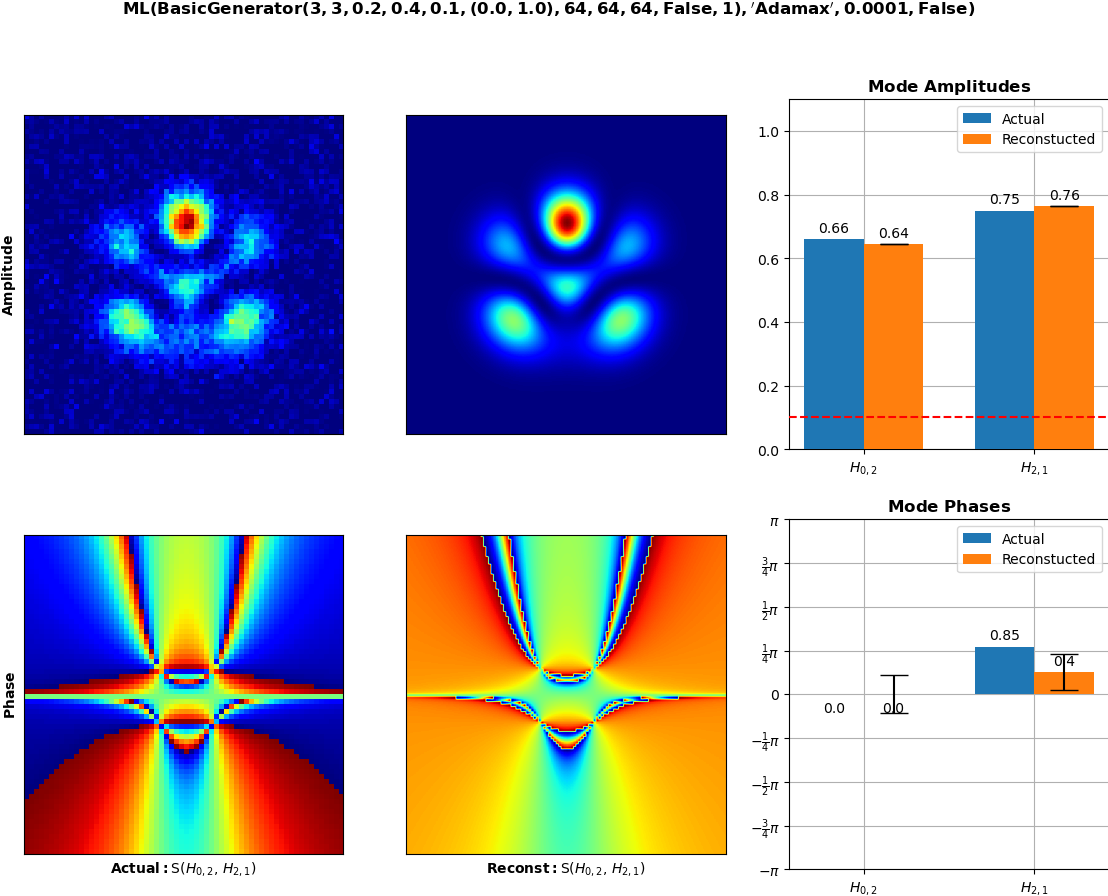 ML(BasicGenerator(3, 3, 0.2, 0.4, 0.1, (0.0, 1.0), 64, 64, 64, False, 1), 'Adamax', 0.0001, False)
Amplitude
Mode Amplitudes
Actual
Reconstucted
1.0
0.8
0.6
0.4
0.2
0.0
0.66
0.64
0.75
0.76
H0, 2
H2, 1
Phase
Actual: S(H0, 2, H2, 1)
Reconst: S(H0, 2, H2, 1)
Mode Phases
Actual
Reconstucted
π
3/4π
1/2π
1/4π
0
−1/4π
−1/2π
−3/4π
−π
0.0
0.0
0.85
0.4
H0, 2
H2, 1